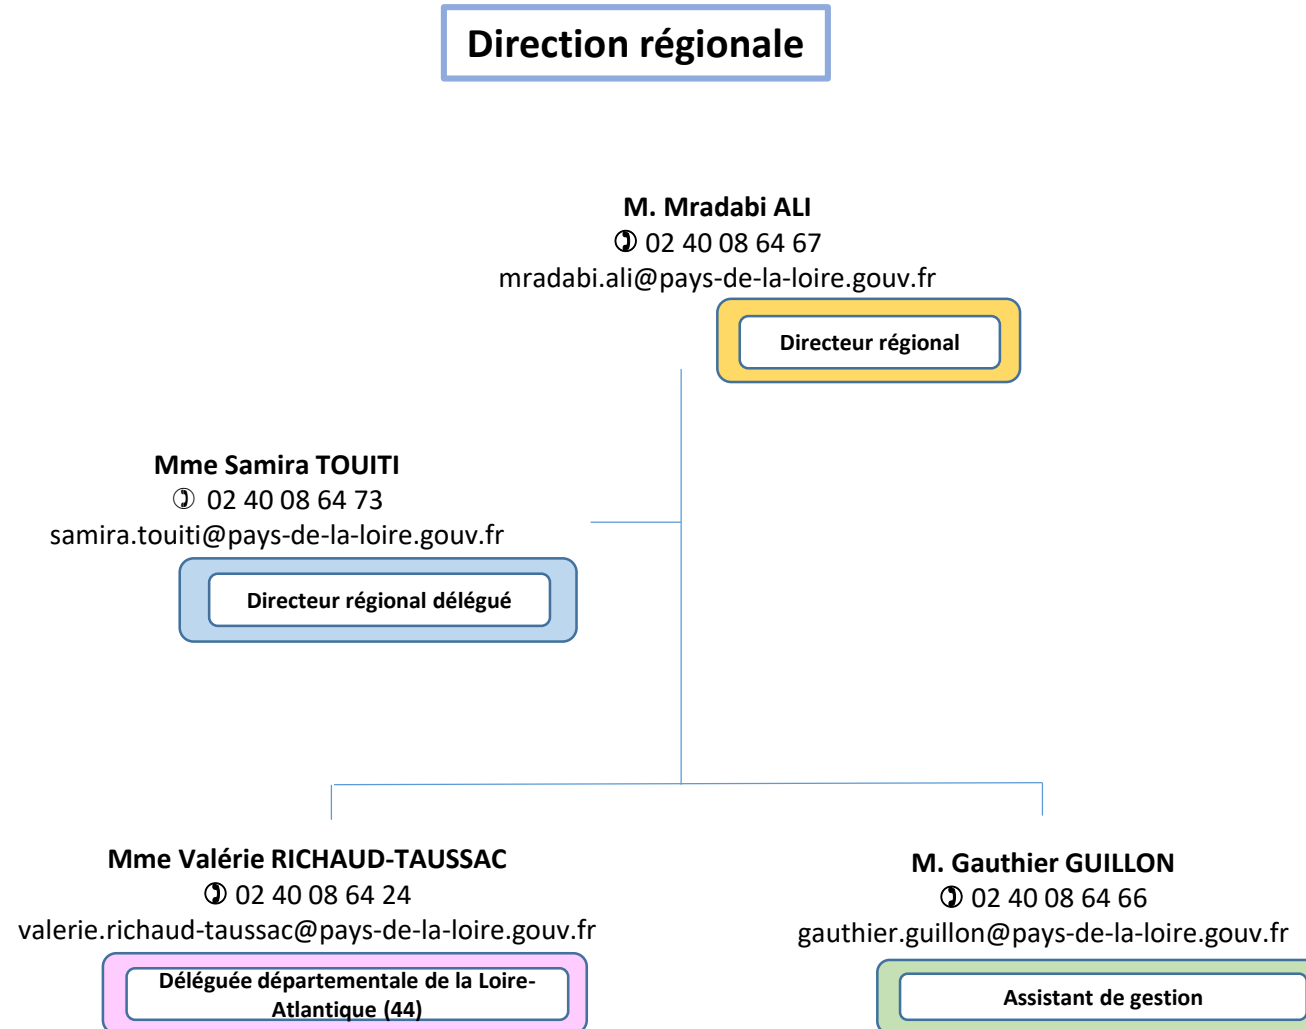 Direction régionale
M. Mradabi ALI
✆ 02 40 08 64 67
mradabi.ali@pays-de-la-loire.gouv.fr
Directeur régional
Mme Samira TOUITI
✆ 02 40 08 64 73
samira.touiti@pays-de-la-loire.gouv.fr
Directeur régional délégué
Mme Valérie RICHAUD-TAUSSAC
✆ 02 40 08 64 24
valerie.richaud-taussac@pays-de-la-loire.gouv.fr
Déléguée départementale de la Loire-
Atlantique (44)
M. Gauthier GUILLON
✆ 02 40 08 64 66
gauthier.guillon@pays-de-la-loire.gouv.fr
Assistant de gestion